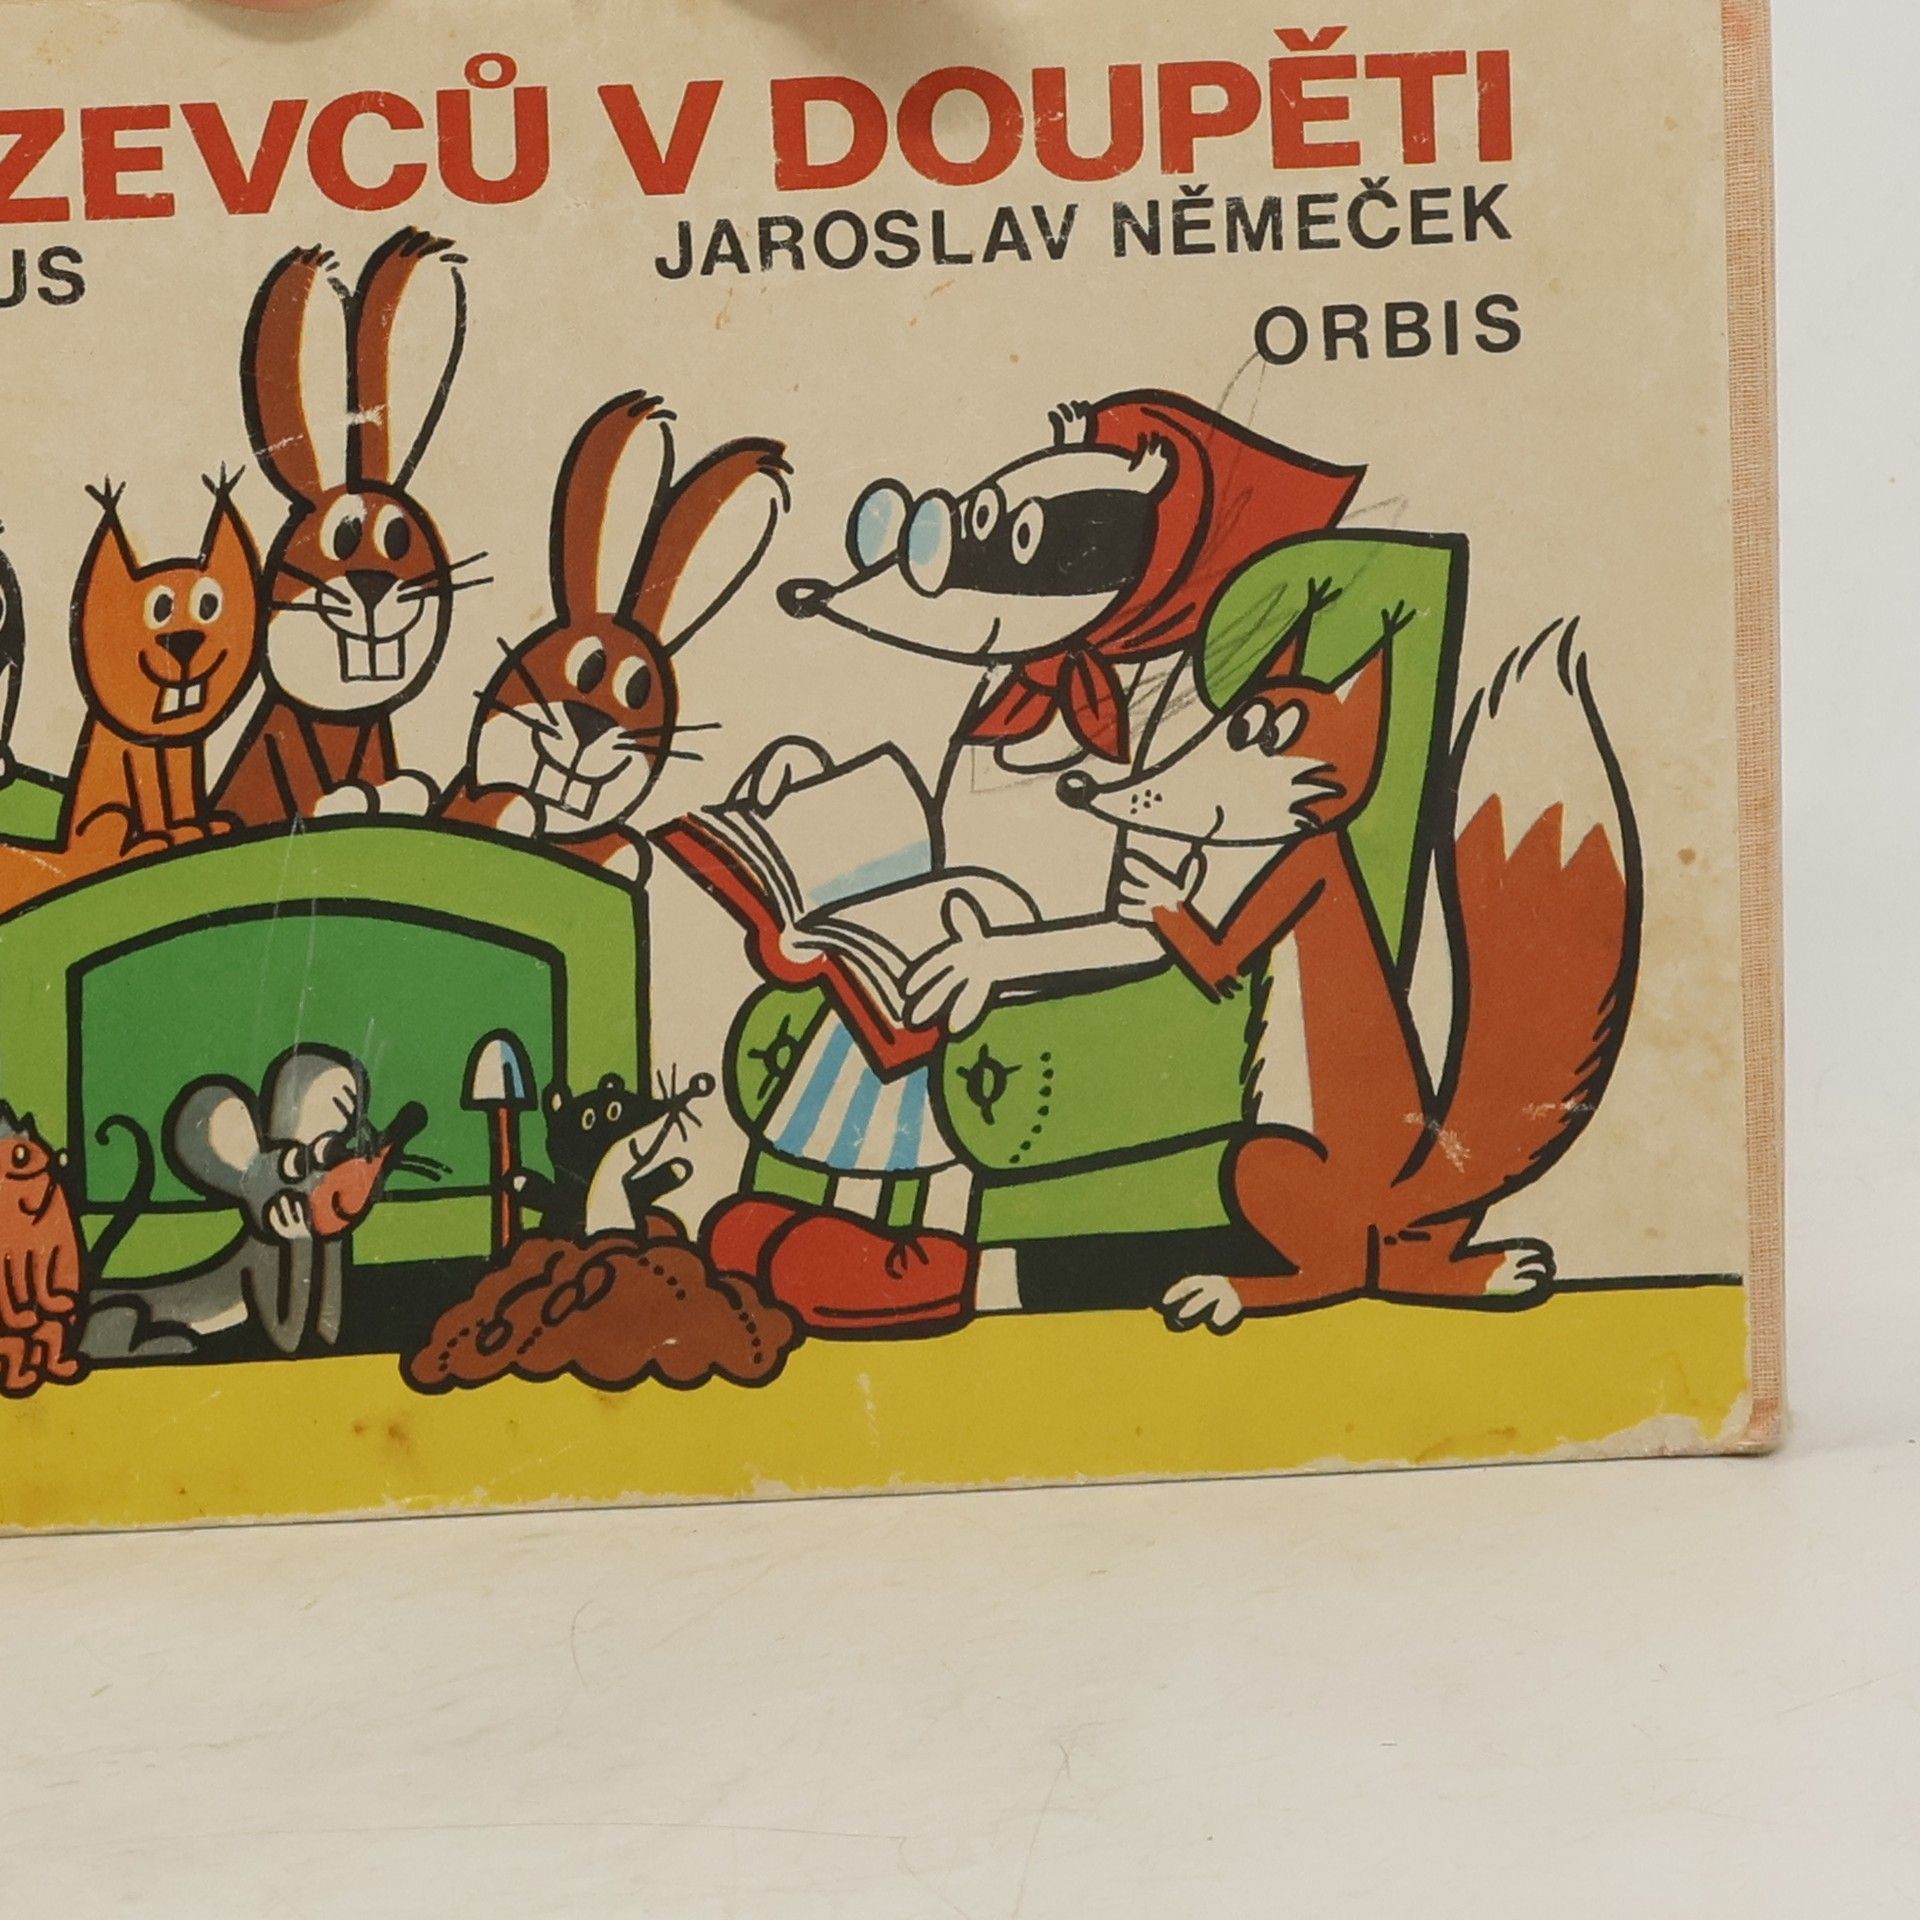 ZEVCŮ V DOUPĚTI
US
JAROSLAV NĚMEČEK
ORBIS